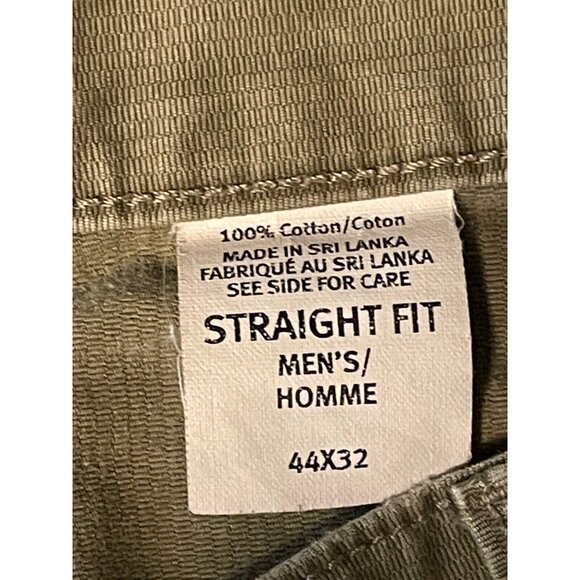 100% Cotton/Coton
MADE IN SRI LANKA
FABRIQUÉ AU SRI LANKA
SEE SIDE FOR CARE
STRAIGHT FIT
MEN'S/
HOMME
44X32